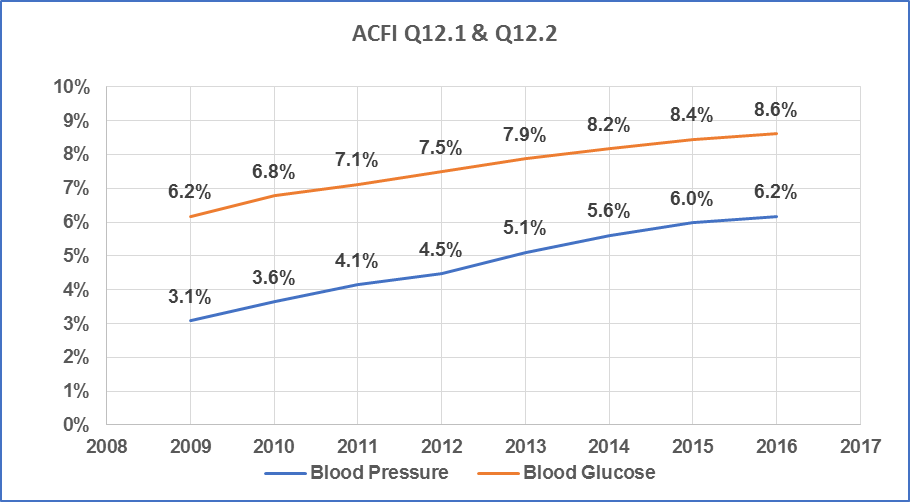 ACFI Q12.1 & Q12.2
10%
9%
8%
7%
6%
5%
4%
3%
2%
1%
0%
6.2% 6.8% 7.1% 7.5% 7.9% 8.2% 8.4% 8.6%
3.1% 3.6% 4.1% 4.5% 5.1% 5.6% 6.0% 6.2%
2008 2009 2010 2011 2012 2013 2014 2015 2016 2017
Blood Pressure Blood Glucose